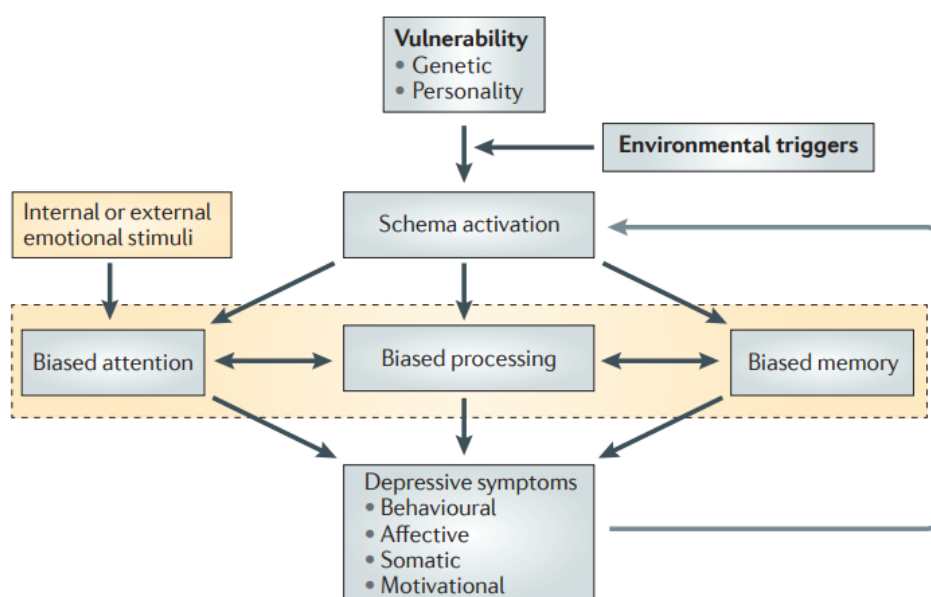 Vulnerability
• Genetic
• Personality
Environmental triggers
Internal or external
emotional stimuli
Schema activation
Biased attention
Biased processing
Biased memory
Depressive symptoms
• Behavioural
• Affective
• Somatic
• Motivational